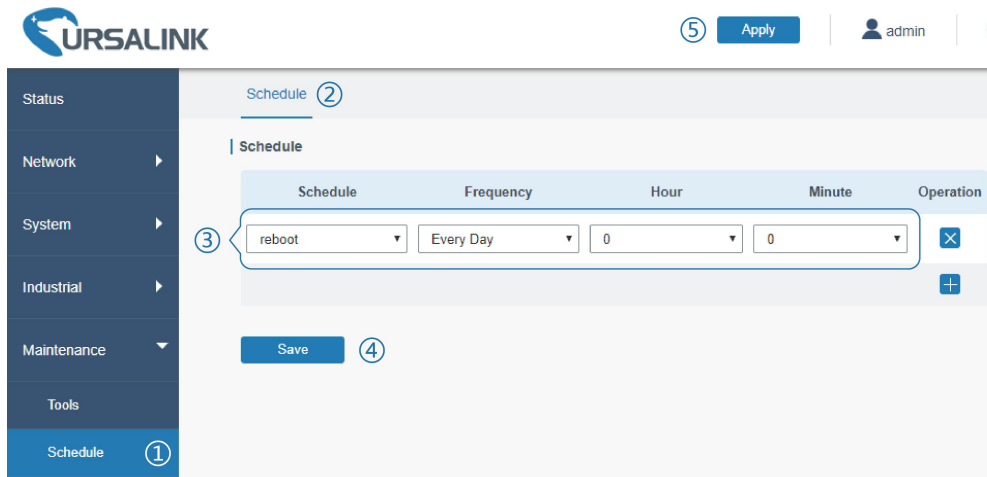 URSALINK
⑤ Apply admin
Status
Schedule ②
Network
Schedule
Schedule Frequency Hour Minute Operation
System
③ reboot Every Day 0 0
Industrial
Maintenance
Save ④
Tools
Schedule ①